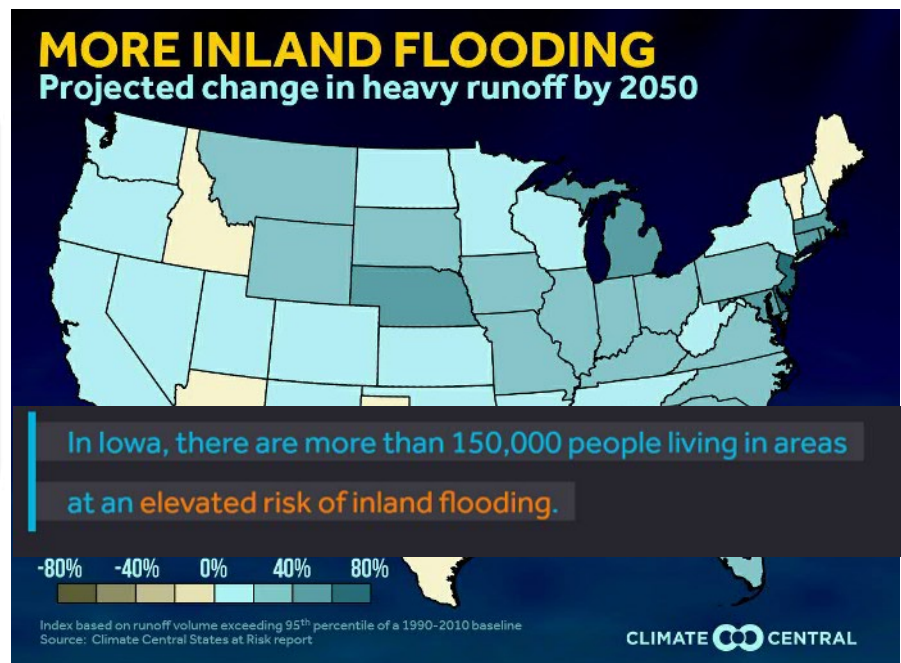 MORE INLAND FLOODING
Projected change in heavy runoff by 2050
In Iowa, there are more than 150,000 people living in areas
at an elevated risk of inland flooding.
-80% -40% 0% 40% 80%
Index based on runoff volume exceeding 95th percentile of a 1990-2010 baseline
Source: Climate Central States at Risk report
CLIMATE CENTRAL